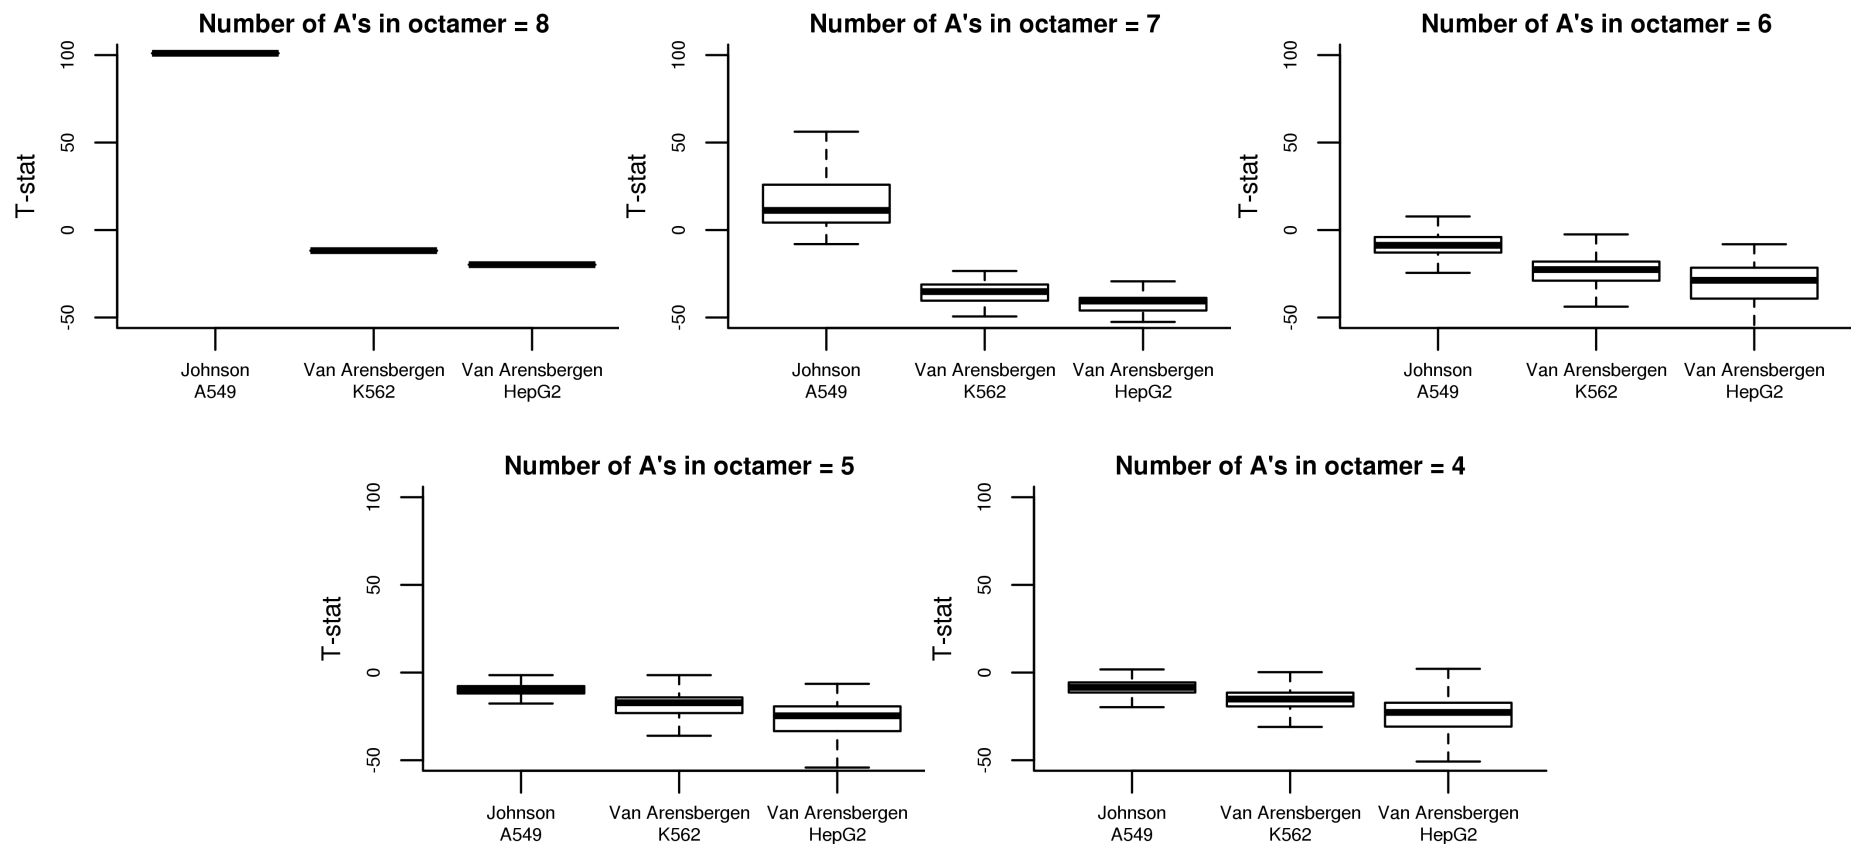 Number of A's in octamer = 8
T-stat
100
50
0
-50
Johnson
A549
Van Arensbergen
K562
Van Arensbergen
HepG2
Number of A's in octamer = 7
T-stat
100
50
0
-50
Johnson
A549
Van Arensbergen
K562
Van Arensbergen
HepG2
Number of A's in octamer = 6
T-stat
100
50
0
-50
Johnson
A549
Van Arensbergen
K562
Van Arensbergen
HepG2
Number of A's in octamer = 5
T-stat
100
50
0
-50
Johnson
A549
Van Arensbergen
K562
Van Arensbergen
HepG2
Number of A's in octamer = 4
T-stat
100
50
0
-50
Johnson
A549
Van Arensbergen
K562
Van Arensbergen
HepG2